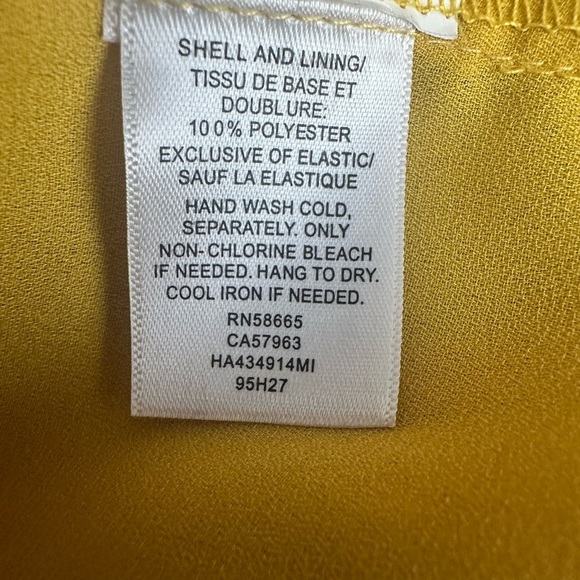 SHELL AND LINING/
TISSU DE BASE ET
DOUBLURE:
100% POLYESTER
EXCLUSIVE OF ELASTIC/
SAUF LA ELASTIQUE
HAND WASH COLD,
SEPARATELY. ONLY
NON-CHLORINE BLEACH
IF NEEDED. HANG TO DRY.
COOL IRON IF NEEDED.
RN58665
CA57963
HA434914MI
95H27